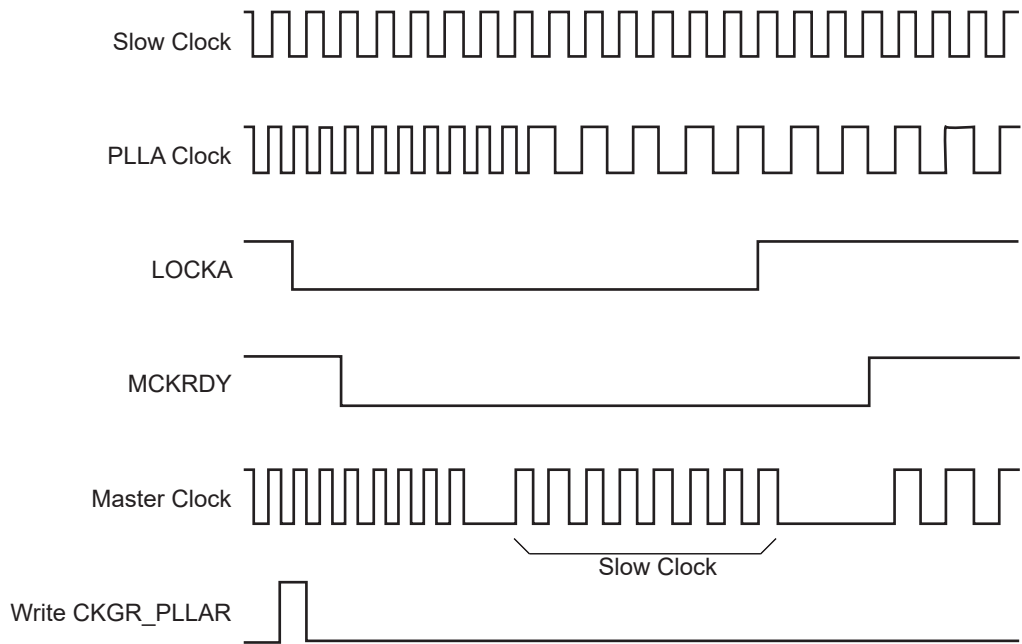 Slow Clock
PLLA Clock
LOCKA
MCKRDY
Master Clock
Slow Clock
Write CKGR_PLLAR